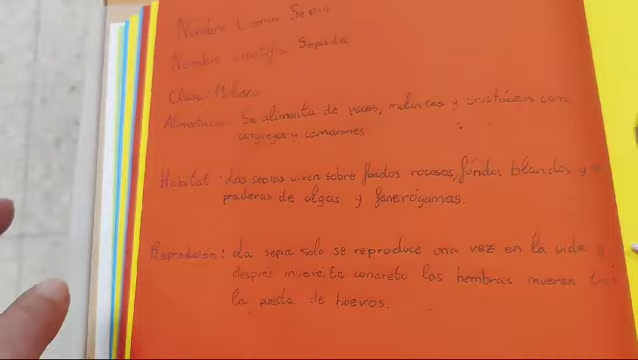 Nombre Común Sepia
Nombre científico Sepiida
Clase: Molusco
Alimentación: Se alimenta de peces, moluscos y crustáceos como
cangrejos y camarones.
Hábitat: Las sepias viven sobre fondos rocosos, fondos blandos y
praderas de algas y fanerógamas.
Reproducción: La sepia solo se reproduce una vez en la vida y
después muere. En concreto las hembras mueren tras
la puesta de huevos.